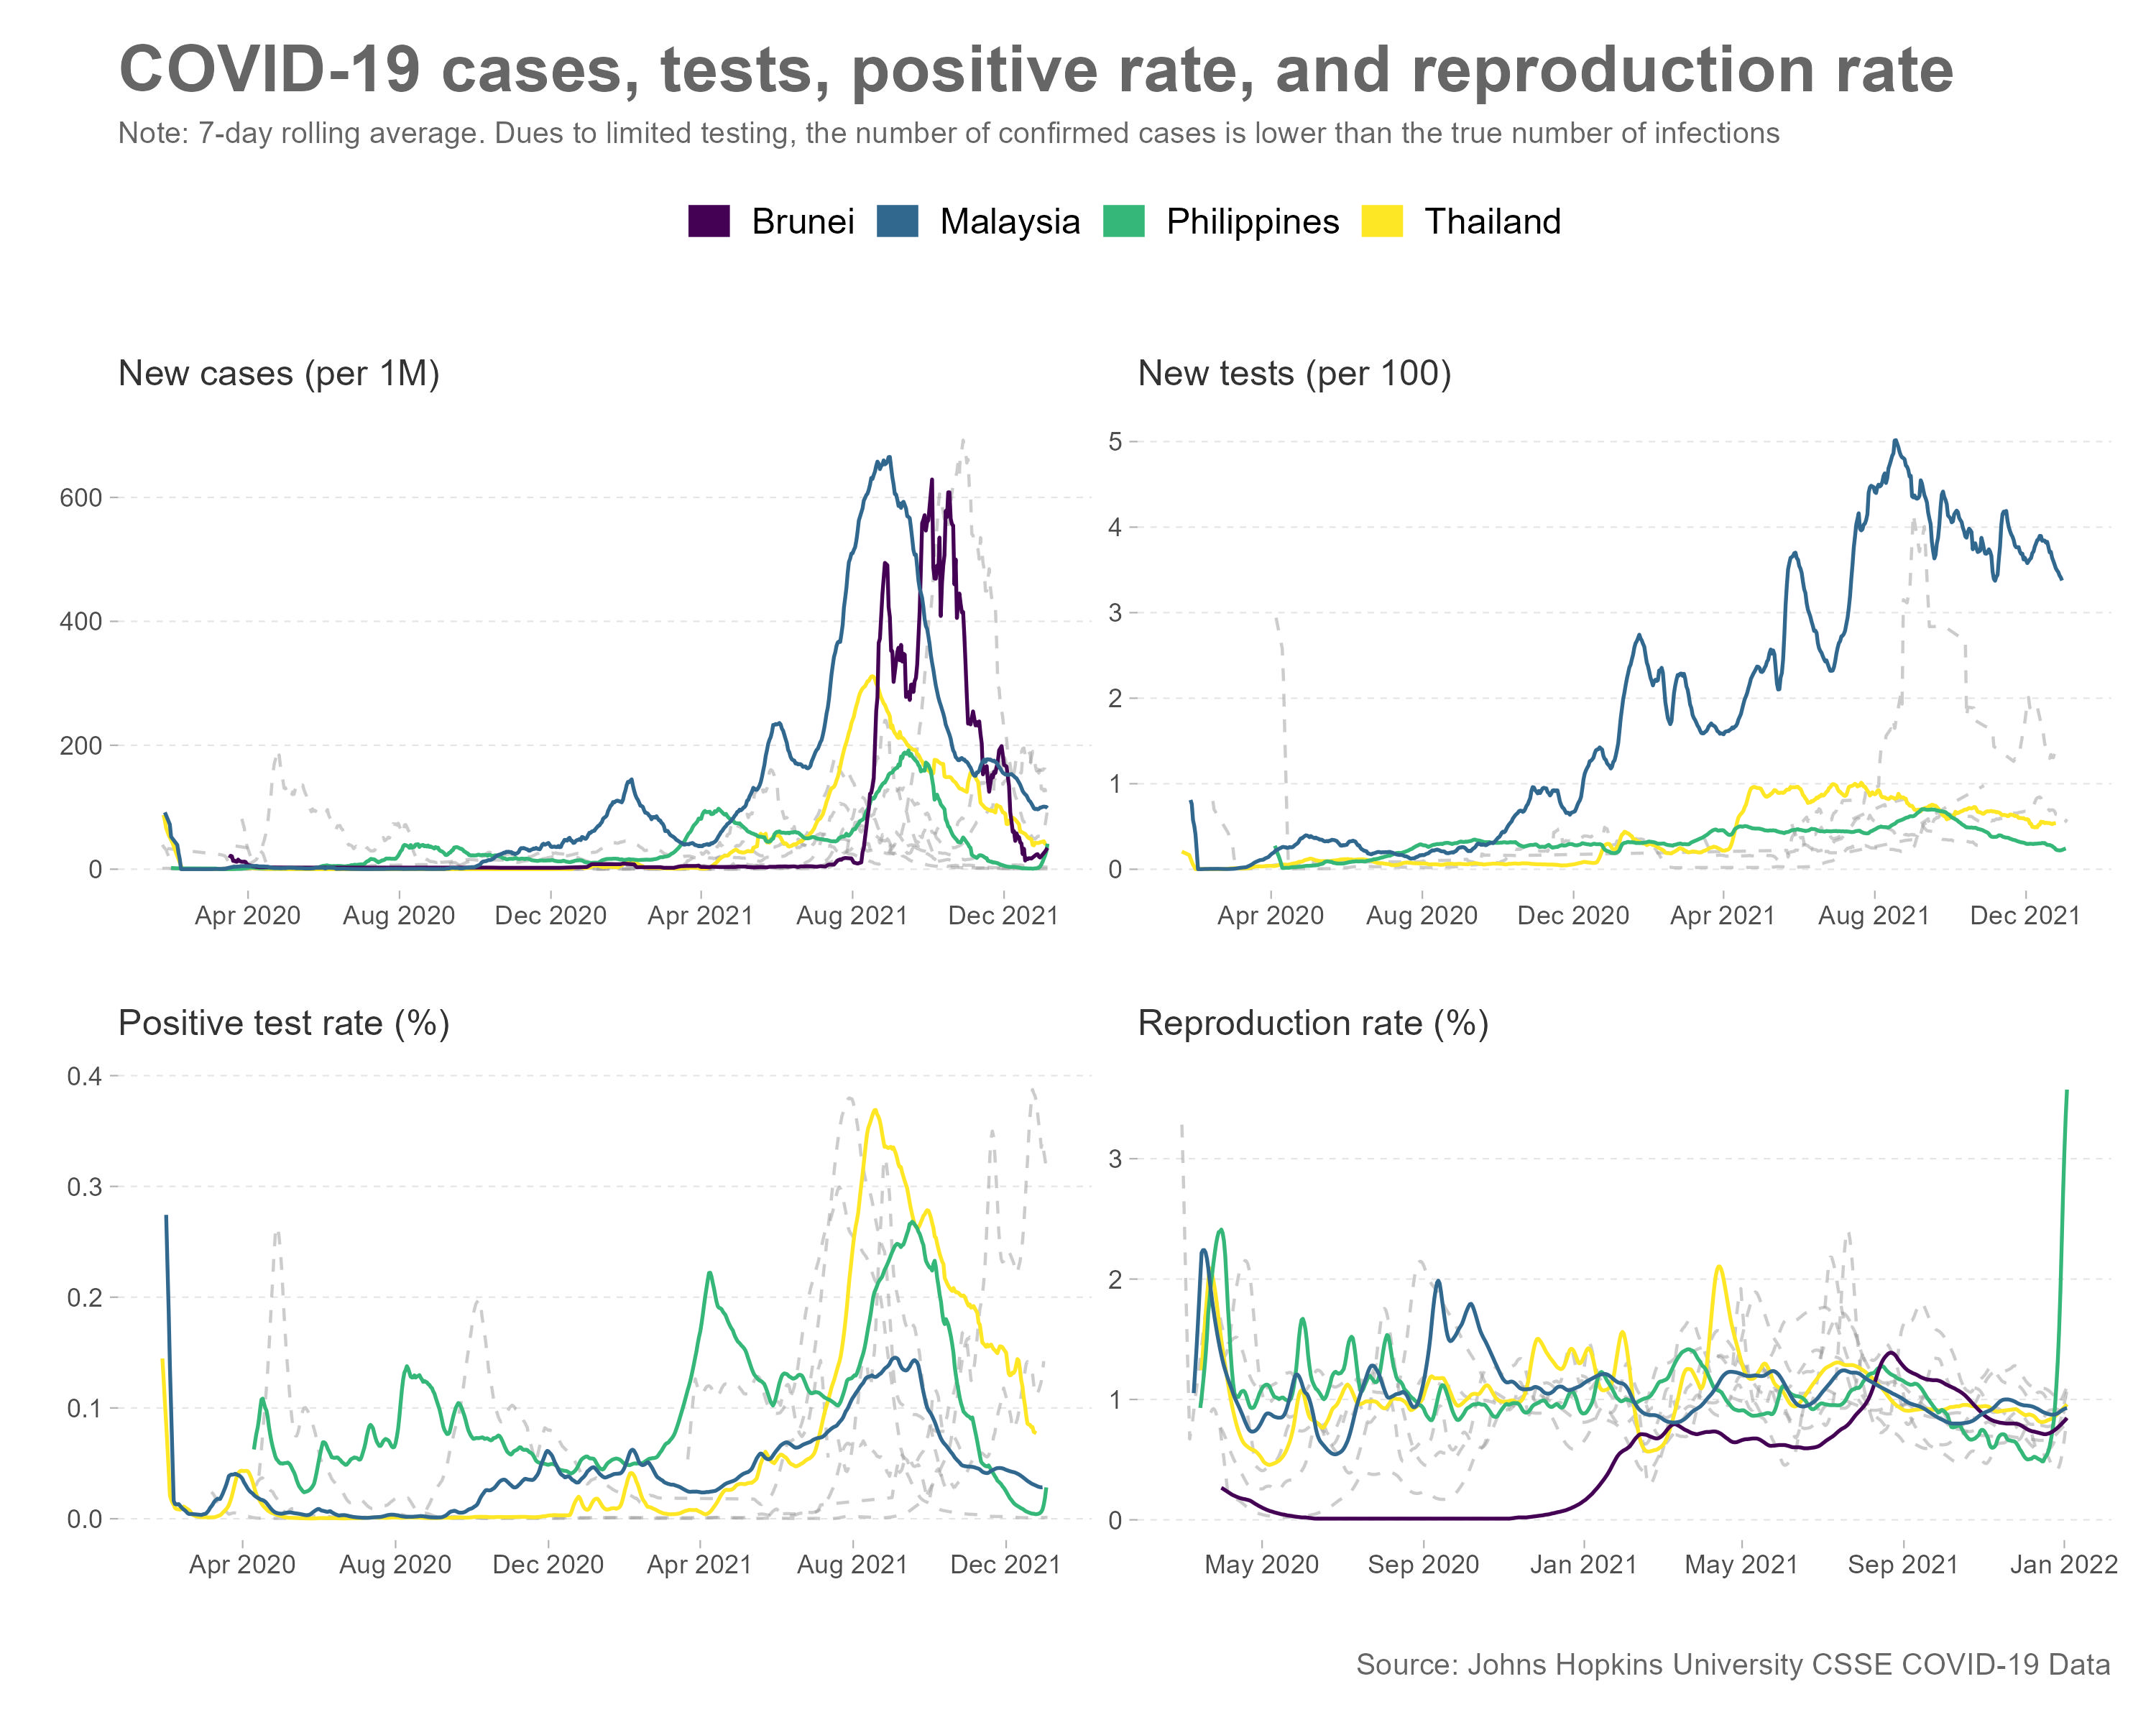 COVID-19 cases, tests, positive rate, and reproduction rate
Note: 7-day rolling average. Dues to limited testing, the number of confirmed cases is lower than the true number of infections
Brunei Malaysia Philippines Thailand
New cases (per 1M)
600
400
200
0
Apr 2020 Aug 2020 Dec 2020 Apr 2021 Aug 2021 Dec 2021
New tests (per 100)
5
4
3
2
1
0
Apr 2020 Aug 2020 Dec 2020 Apr 2021 Aug 2021 Dec 2021
Positive test rate (%)
0.4
0.3
0.2
0.1
0.0
Apr 2020 Aug 2020 Dec 2020 Apr 2021 Aug 2021 Dec 2021
Reproduction rate (%)
3
2
1
0
May 2020 Sep 2020 Jan 2021 May 2021 Sep 2021 Jan 2022
Source: Johns Hopkins University CSSE COVID-19 Data